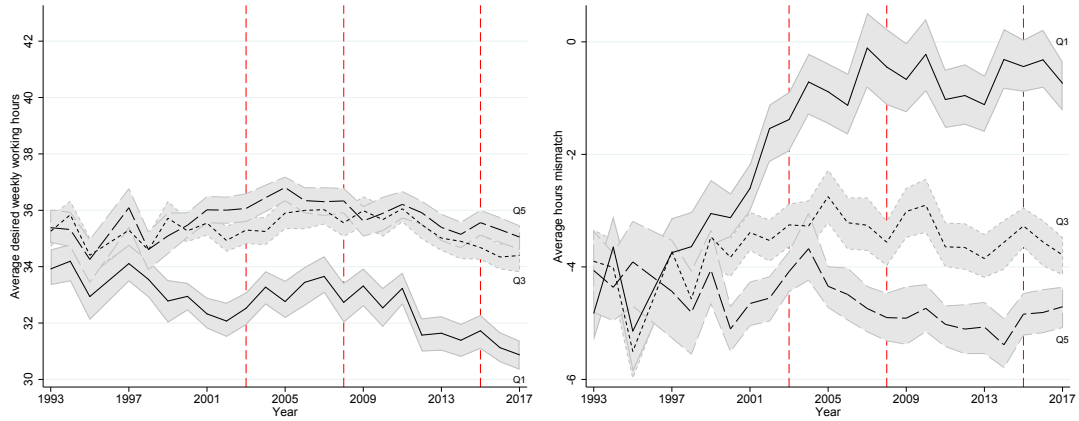 Average desired weekly working hours
42
40
38
36
34
32
30
Q5
Q3
Q1
1993 1997 2001 2005 2009 2013 2017
Year
Average hours mismatch
0
-2
-4
-6
Q1
Q3
Q5
1993 1997 2001 2005 2009 2013 2017
Year